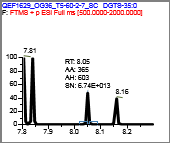 QEF1629_OG36_T5-60-2-7_SC DGT8-35:0
F: FTMS + p ESI Full ms [500.0000-2000.0000]
100
7.81
80
RT: 8.05
AA: 365
60
AH: 603
SN: 6.74E+013
40
8.16
20
0
7.8 7.9 8.0 8.1 8.2